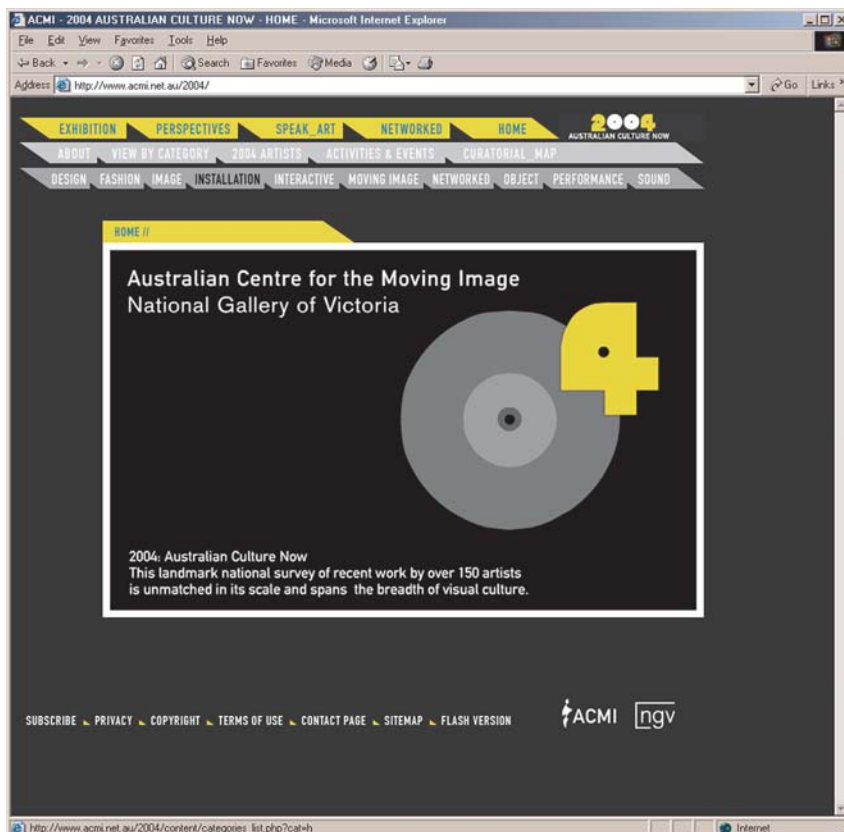 ACMI - 2004 AUSTRALIAN CULTURE NOW - HOME - Microsoft Internet Explorer
File Edit View Favorites Tools Help
Back Search Favorites Media
Address http://www.acmi.net.au/2004/ Go Links »
EXHIBITION PERSPECTIVES SPEAK_ART NETWORKED HOME 2004
AUSTRALIAN CULTURE NOW
ABOUT VIEW BY CATEGORY 2004 ARTISTS ACTIVITIES & EVENTS CURATORIAL_MAP
DESIGN FASHION IMAGE INSTALLATION INTERACTIVE MOVING IMAGE NETWORKED OBJECT PERFORMANCE SOUND
HOME //
Australian Centre for the Moving Image
National Gallery of Victoria
4
2004: Australian Culture Now
This landmark national survey of recent work by over 150 artists
is unmatched in its scale and spans the breadth of visual culture.
SUBSCRIBE PRIVACY COPYRIGHT TERMS OF USE CONTACT PAGE SITEMAP FLASH VERSION ACMI ngv
http://www.acmi.net.au/2004/content/categories_list.php?cat=h Internet